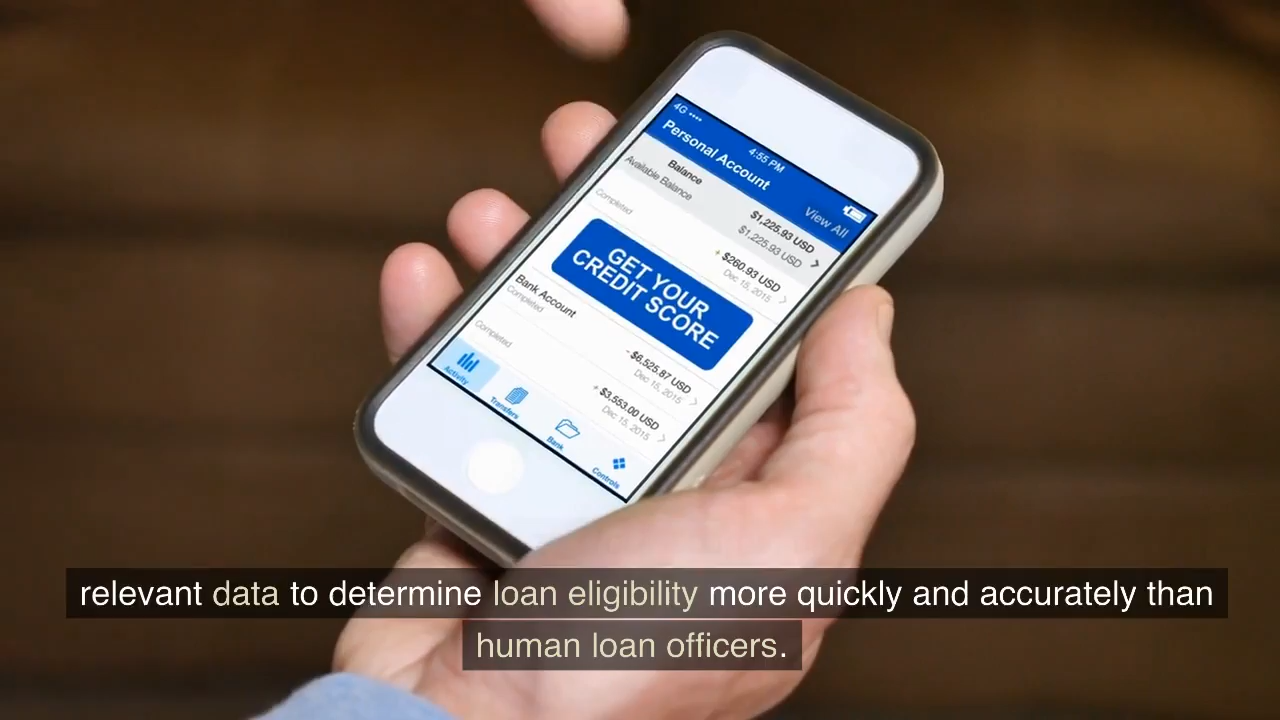 4G
4:55 PM
Personal Account
View All
Balance
$1,225.93 USD
Available Balance
$1,225.93 USD
Completed
+ $260.93 USD
Dec 15, 2015
GET YOUR
CREDIT SCORE
Bank Account
Completed
- $6,525.87 USD
Dec 15, 2015
Completed
+ $3,553.00 USD
Dec 15, 2015
Activity
Transfers
Bank
Controls
relevant data to determine loan eligibility more quickly and accurately than
human loan officers.